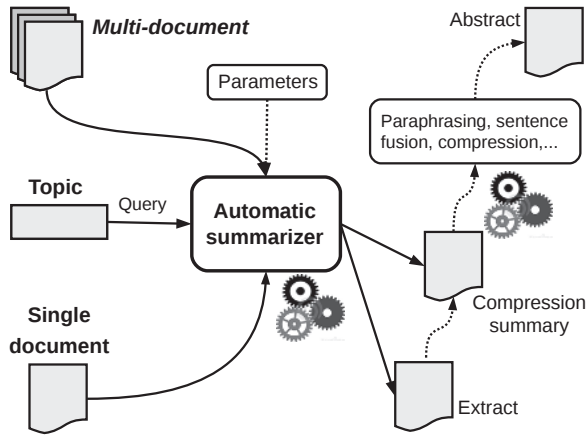 Multi-document
Abstract
Parameters
Paraphrasing, sentence
fusion, compression,...
Topic
Query
Automatic
summarizer
Single
document
Compression
summary
Extract